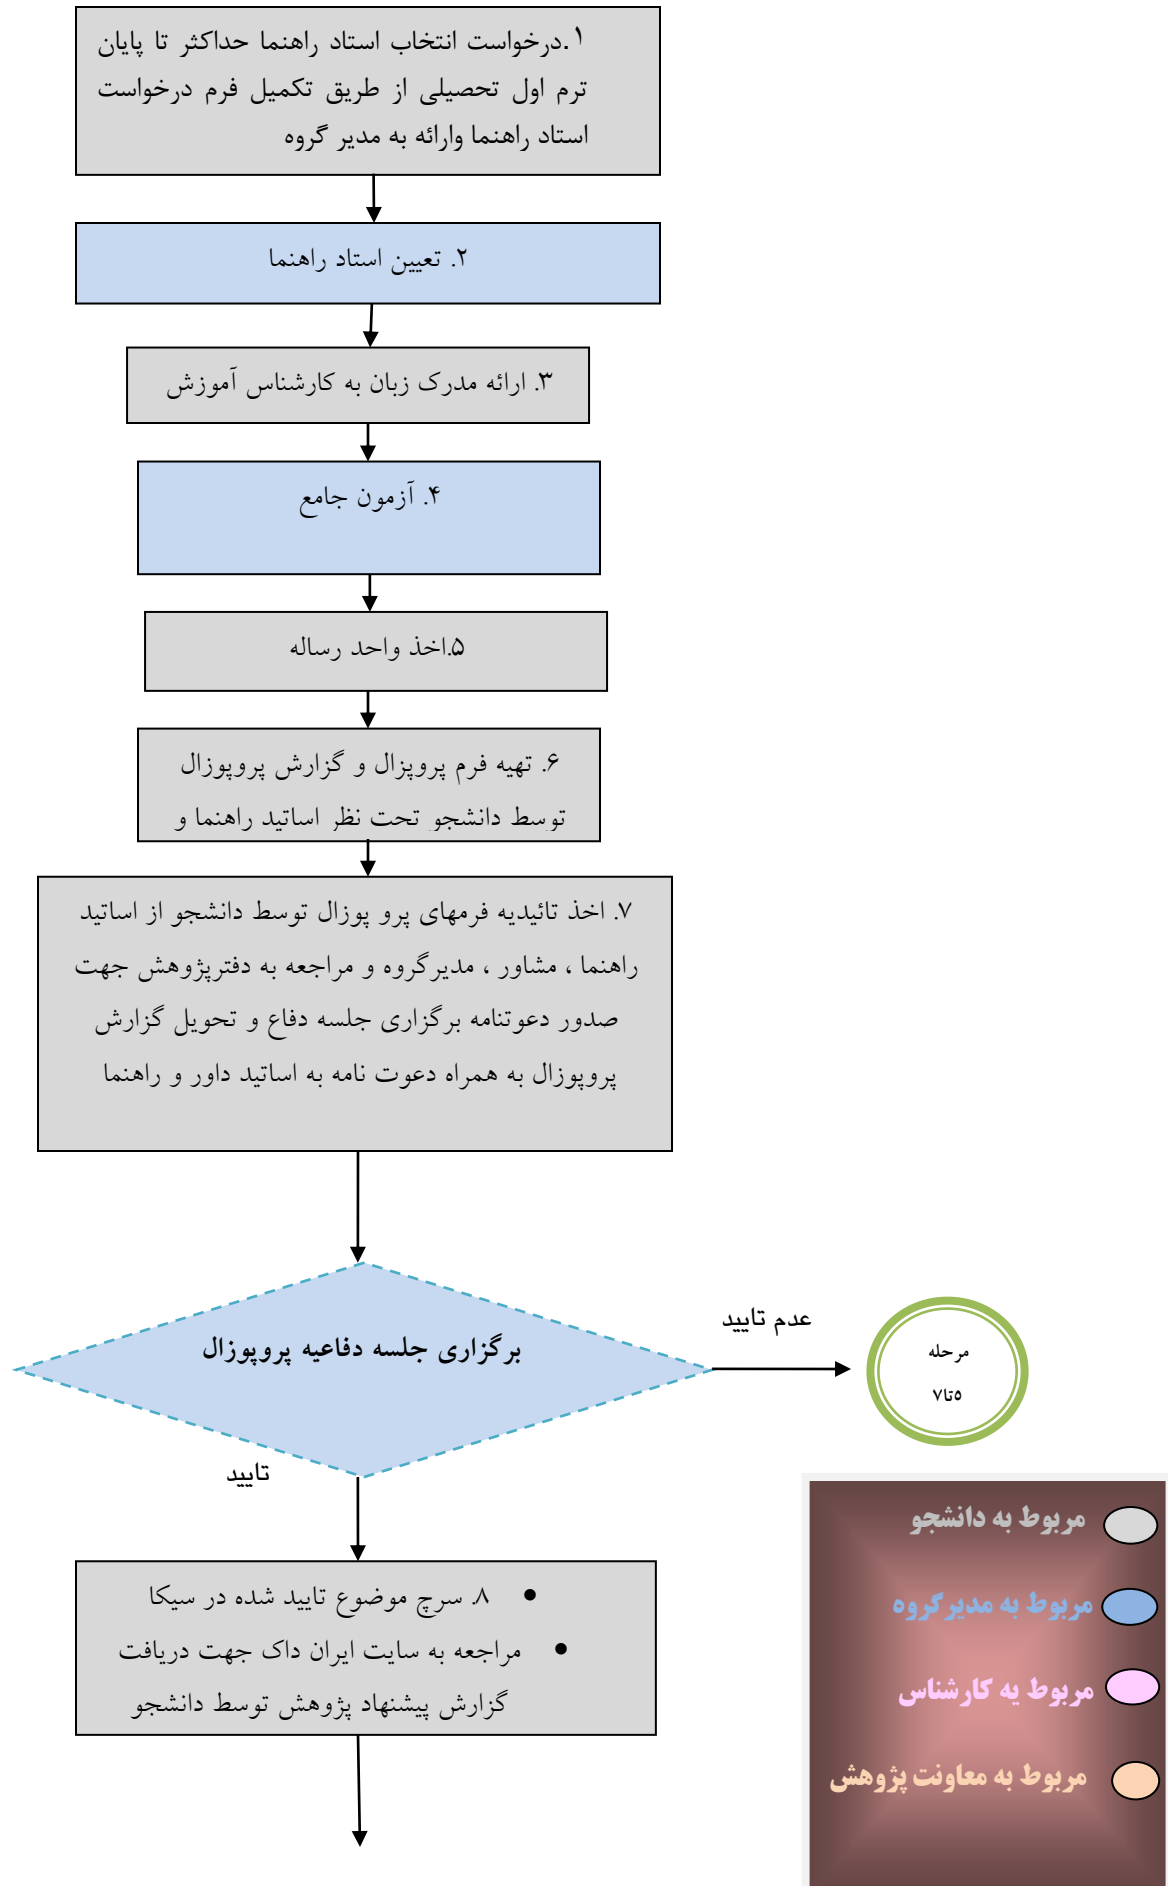 ۱.درخواست انتخاب استاد راهنما حداکثر تا پایان
ترم اول تحصیلی از طریق تکمیل فرم درخواست
استاد راهنما وارائه به مدیر گروه
۲. تعیین استاد راهنما
۳. ارائه مدرک زبان به کارشناس آموزش
۴. آزمون جامع
۵.اخذ واحد رساله
۶. تهیه فرم پروپزال و گزارش پروپوزال
توسط دانشجو تحت نظر اساتید راهنما و
۷. اخذ تائیدیه فرمهای پرو پوزال توسط دانشجو از اساتید
راهنما ، مشاور ، مدیرگروه و مراجعه به دفترپژوهش جهت
صدور دعوتنامه برگزاری جلسه دفاع و تحویل گزارش
پروپوزال به همراه دعوت نامه به اساتید داور و راهنما
برگزاری جلسه دفاعیه پروپوزال
عدم تایید
مرحله
۵تا۷
تایید
• ۸. سرچ موضوع تایید شده در سیکا
• مراجعه به سایت ایران داک جهت دریافت
گزارش پیشنهاد پژوهش توسط دانشجو
مربوط به دانشجو
مربوط به مدیرگروه
مربوط یه کارشناس
مربوط به معاونت پژوهش